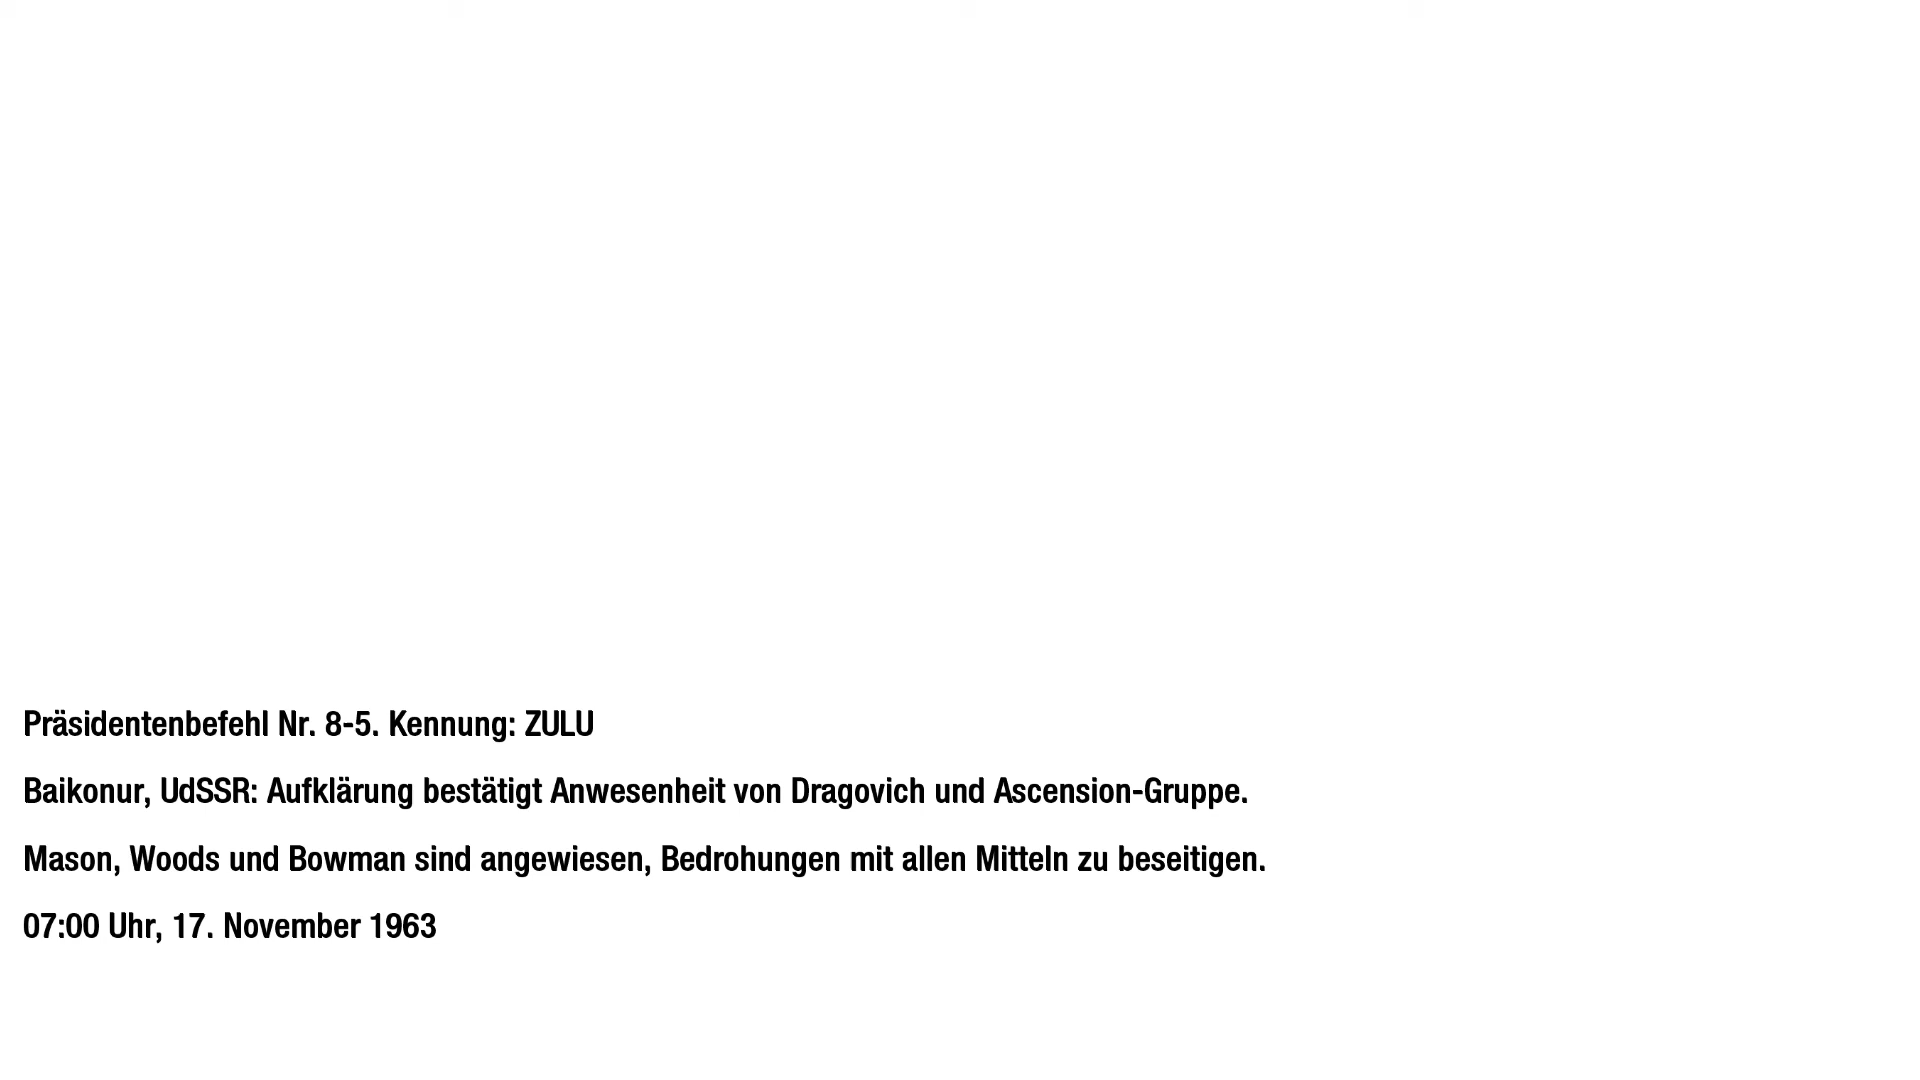 Präsidentenbefehl Nr. 8-5. Kennung: ZULU
Baikonur, UdSSR: Aufklärung bestätigt Anwesenheit von Dragovich und Ascension-Gruppe.
Mason, Woods und Bowman sind angewiesen, Bedrohungen mit allen Mitteln zu beseitigen.
07:00 Uhr, 17. November 1963